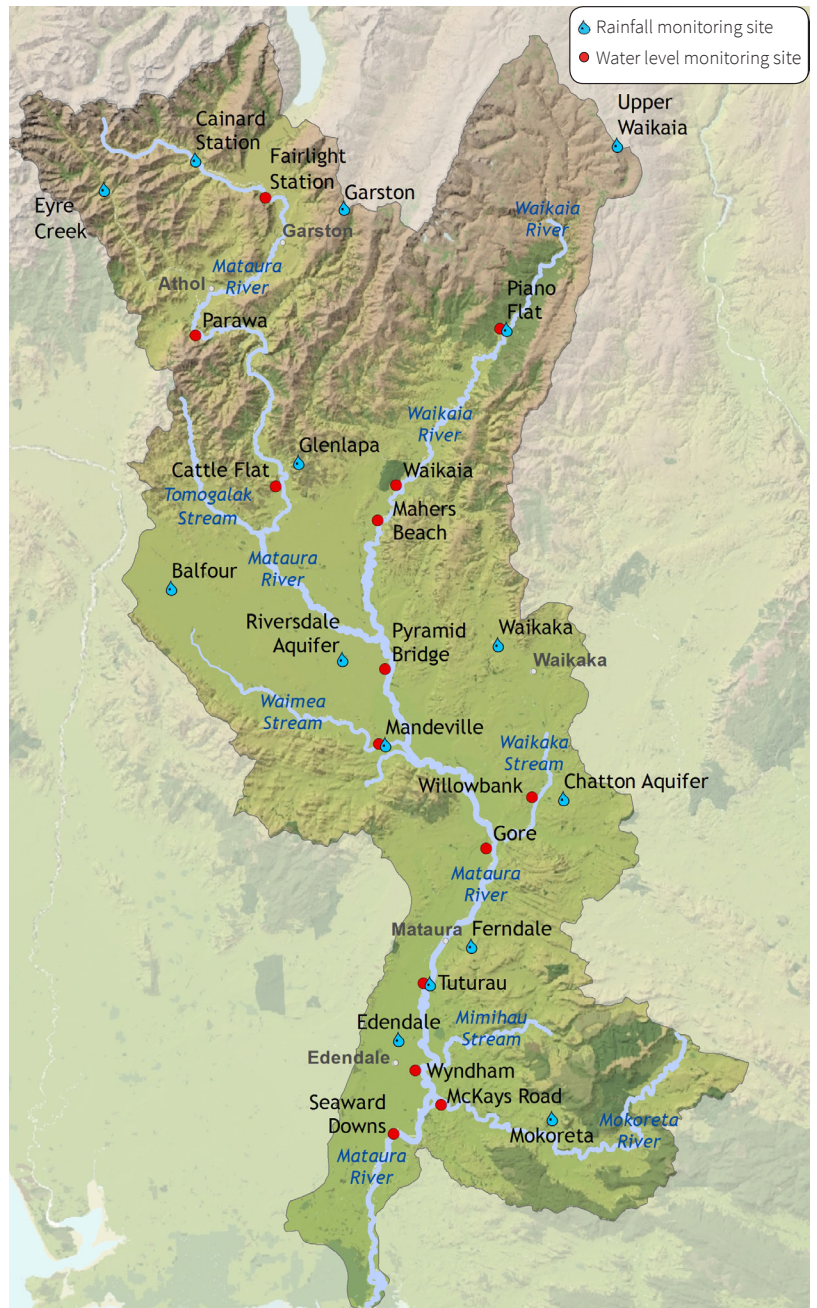 Rainfall monitoring site
Water level monitoring site
Upper
Waikaia
Cainard
Station
Fairlight
Station
Garston
Eyre
Creek
Waikaia
River
Garston
Mataura
River
Athol
Piano
Flat
Parawa
Waikaia
River
Glenlapa
Cattle Flat
Waikaia
Tomogalak
Stream
Mahers
Beach
Mataura
River
Balfour
Riversdale
Aquifer
Pyramid
Bridge
Waikaka
Waikaka
Waimea
Stream
Mandeville
Waikaka
Stream
Willowbank
Chatton Aquifer
Gore
Mataura
River
Mataura
Ferndale
Tuturau
Edendale
Mimihau
Stream
Edendale
Wyndham
McKays Road
Seaward
Downs
Mokoreta
Mokoreta
River
Mataura
River